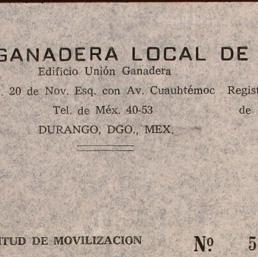 GANADERA LOCAL DE
Edificio Unión Ganadera
. 20 de Nov. Esq. con Av. Cuauhtémoc Regist
Tel. de Méx. 40-53 de
DURANGO, DGO., MEX.
TUD DE MOVILIZACION Nº 5